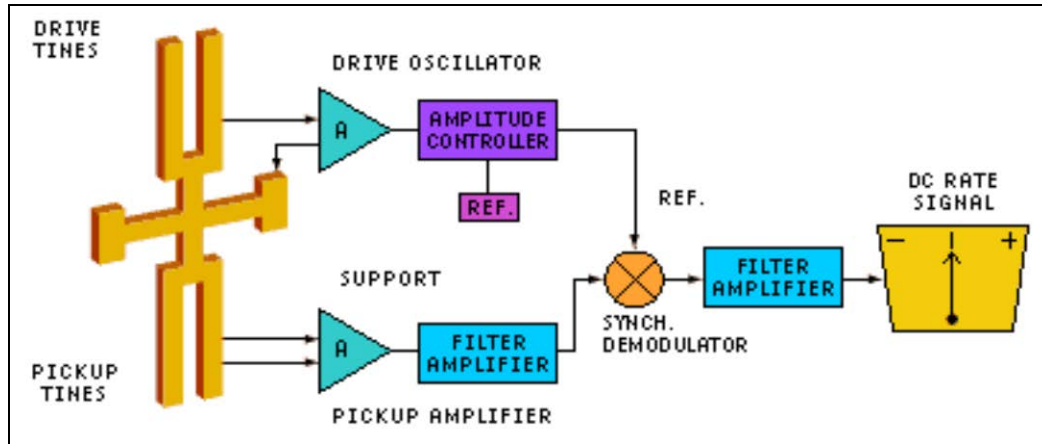 DRIVE
TINES
DRIVE OSCILLATOR
A
AMPLITUDE
CONTROLLER
REF.
REF.
DC RATE
SIGNAL
− | +
SUPPORT
A
FILTER
AMPLIFIER
SYNCH.
DEMODULATOR
FILTER
AMPLIFIER
PICKUP
TINES
PICKUP AMPLIFIER